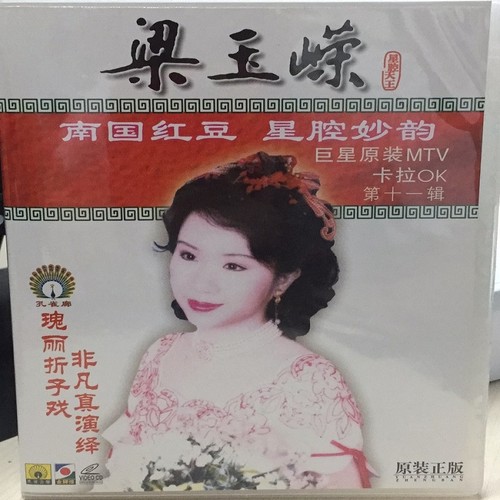 梁玉嵘
星腔天王
南国红豆 星腔妙韵
巨星原装MTV
卡拉OK
第十一辑
孔雀廊
瑰丽折子戏
非凡真演绎
VIDEO CD
原装正版